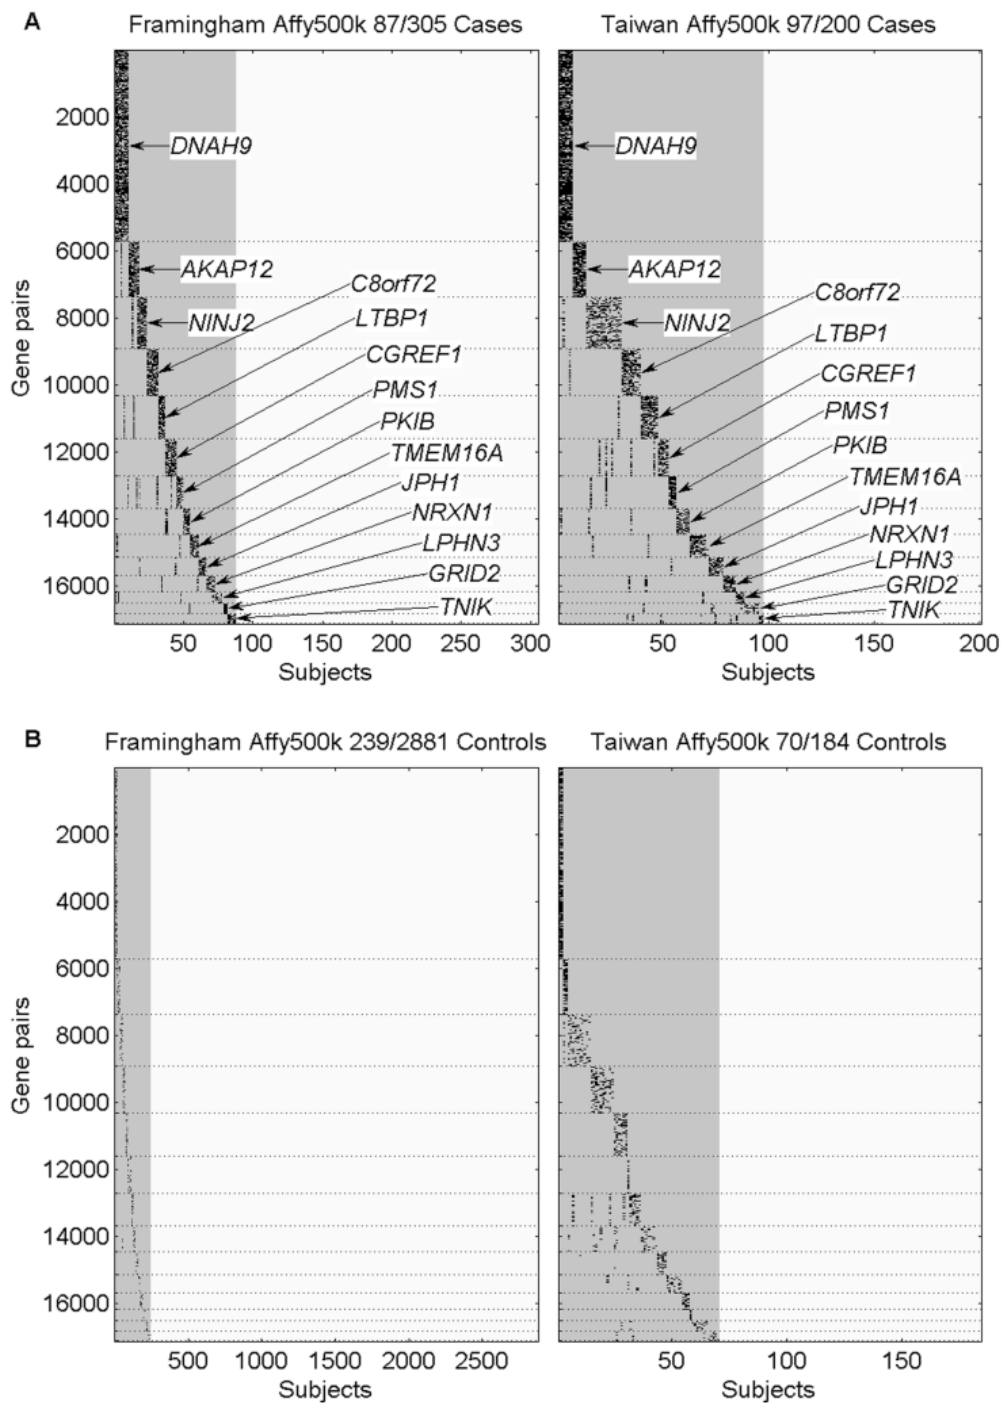 A
Framingham Affy500k 87/305 Cases
Taiwan Affy500k 97/200 Cases
Gene pairs
2000
4000
6000
8000
10000
12000
14000
16000
DNAH9
AKAP12
C8orf72
NINJ2
LTBP1
CGREF1
PMS1
PKIB
TMEM16A
JPH1
NRXN1
LPHN3
GRID2
TNIK
50 100 150 200 250 300
Subjects
DNAH9
AKAP12
C8orf72
NINJ2
LTBP1
CGREF1
PMS1
PKIB
TMEM16A
JPH1
NRXN1
LPHN3
GRID2
TNIK
50 100 150 200
Subjects
B
Framingham Affy500k 239/2881 Controls
Taiwan Affy500k 70/184 Controls
Gene pairs
2000
4000
6000
8000
10000
12000
14000
16000
500 1000 1500 2000 2500
Subjects
50 100 150
Subjects